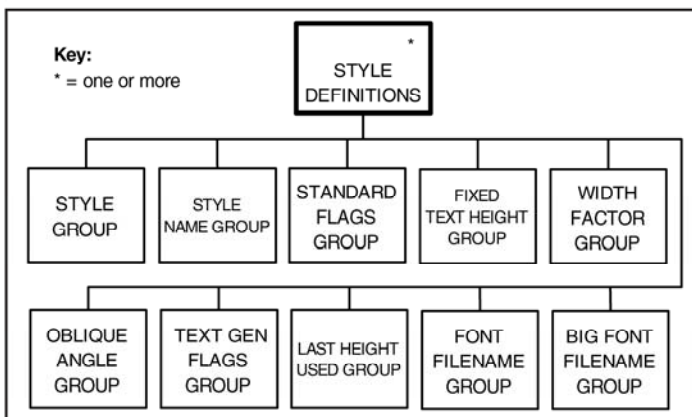 Key:
* = one or more
*
STYLE
DEFINITIONS
STYLE
GROUP
STYLE
NAME GROUP
STANDARD
FLAGS
GROUP
FIXED
TEXT HEIGHT
GROUP
WIDTH
FACTOR
GROUP
OBLIQUE
ANGLE
GROUP
TEXT GEN
FLAGS
GROUP
LAST HEIGHT
USED GROUP
FONT
FILENAME
GROUP
BIG FONT
FILENAME
GROUP